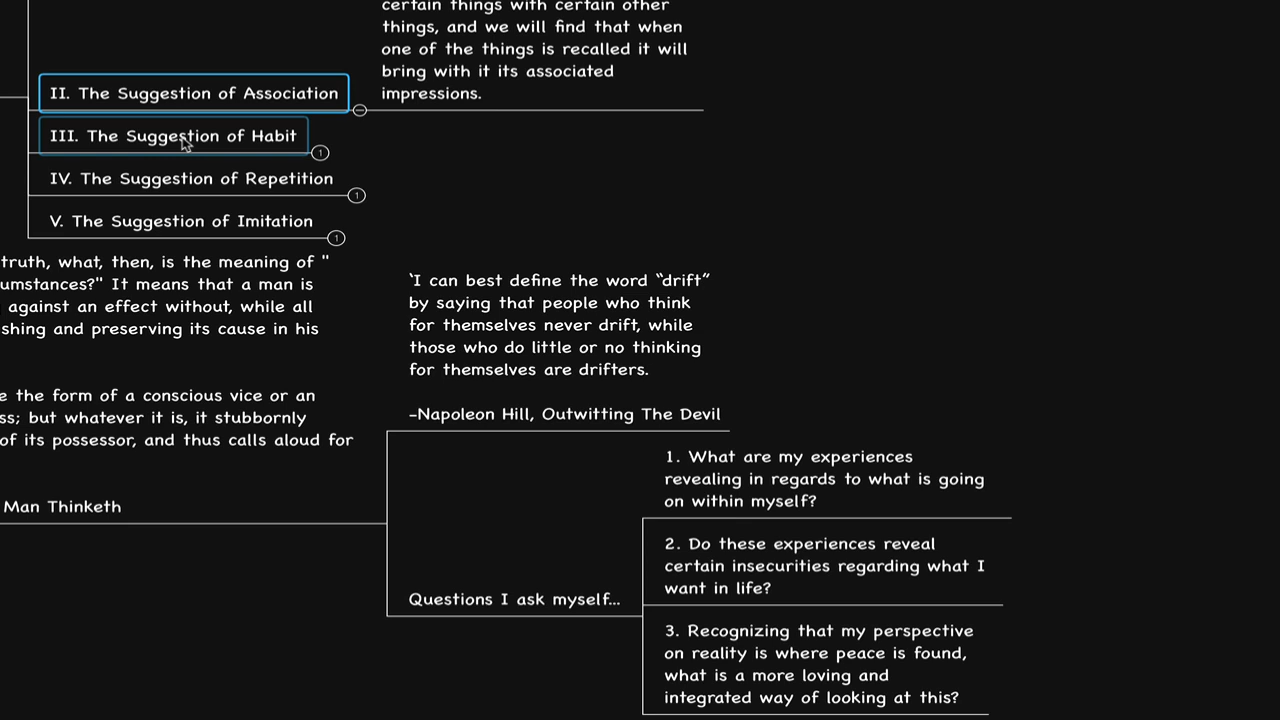 certain things with certain other
things, and we will find that when
one of the things is recalled it will
bring with it its associated
impressions.
II. The Suggestion of Association
III. The Suggestion of Habit
1
IV. The Suggestion of Repetition
1
V. The Suggestion of Imitation
1
truth, what, then, is the meaning of "
umstances?" It means that a man is
against an effect without, while all
shing and preserving its cause in his
e the form of a conscious vice or an
ss; but whatever it is, it stubbornly
of its possessor, and thus calls aloud for
Man Thinketh
‘I can best define the word “drift”
by saying that people who think
for themselves never drift, while
those who do little or no thinking
for themselves are drifters.
–Napoleon Hill, Outwitting The Devil
Questions I ask myself...
1. What are my experiences
revealing in regards to what is going
on within myself?
2. Do these experiences reveal
certain insecurities regarding what I
want in life?
3. Recognizing that my perspective
on reality is where peace is found,
what is a more loving and
integrated way of looking at this?